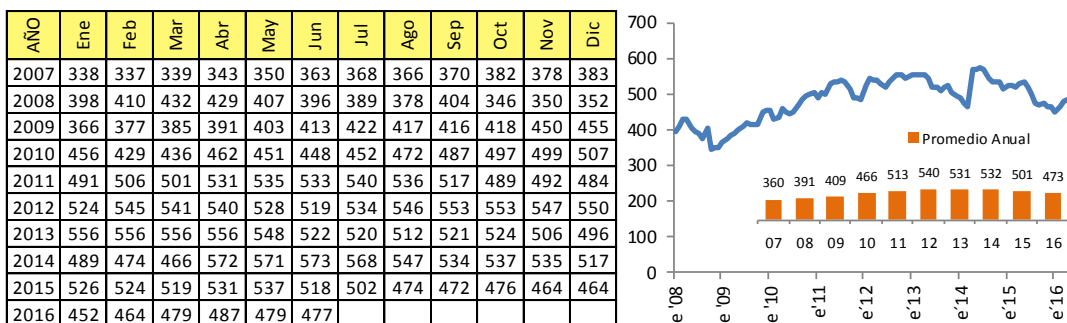 AÑO Ene Feb Mar Abr May Jun Jul Ago Sep Oct Nov Dic
2007 338 337 339 343 350 363 368 366 370 382 378 383
2008 398 410 432 429 407 396 389 378 404 346 350 352
2009 366 377 385 391 403 413 422 417 416 418 450 455
2010 456 429 436 462 451 448 452 472 487 497 499 507
2011 491 506 501 531 535 533 540 536 517 489 492 484
2012 524 545 541 540 528 519 534 546 553 553 547 550
2013 556 556 556 556 548 522 520 512 521 524 506 496
2014 489 474 466 572 571 573 568 547 534 537 535 517
2015 526 524 519 531 537 518 502 474 472 476 464 464
2016 452 464 479 487 479 477
700
600
500
400
300
200
100
0
Promedio Anual
360 391 409 466 513 540 531 532 501 473
07 08 09 10 11 12 13 14 15 16
e '08 e '09 e '10 e'11 e´12 e´13 e´14 e'15 e'16